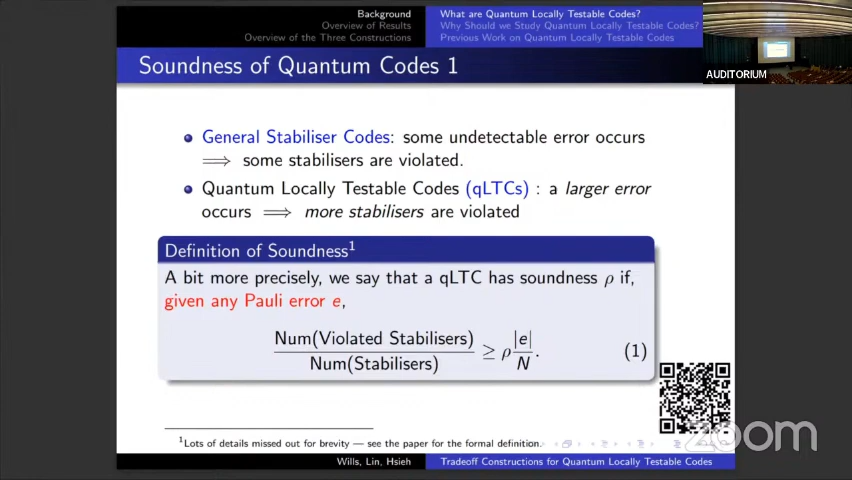 Background
Overview of Results
Overview of the Three Constructions
What are Quantum Locally Testable Codes?
Why Should we Study Quantum Locally Testable Codes?
Previous Work on Quantum Locally Testable Codes
AUDITORIUM
Soundness of Quantum Codes 1
General Stabiliser Codes: some undetectable error occurs
⟹ some stabilisers are violated.
Quantum Locally Testable Codes (qLTCs) : a larger error
occurs ⟹ more stabilisers are violated
Definition of Soundness¹
A bit more precisely, we say that a qLTC has soundness ρ if,
given any Pauli error e,
Num(Violated Stabilisers)
Num(Stabilisers)
≥ ρ |e|/N. (1)
¹Lots of details missed out for brevity — see the paper for the formal definition.
zoom
Wills, Lin, Hsieh
Tradeoff Constructions for Quantum Locally Testable Codes